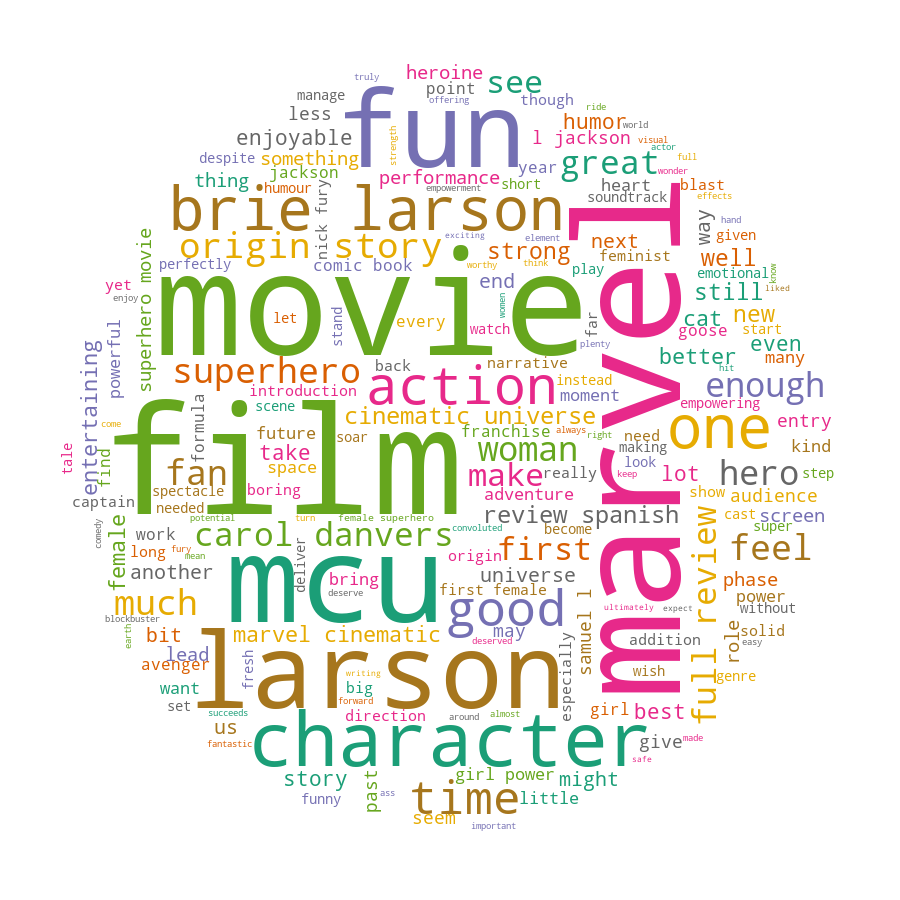 truly
heroine
see
manage
point
offering
though
ride
less
fun
humor
world
enjoyable
strength
l jackson
visual
actor
despite
something
great
full
wonder
thing
jackson
performance
year
heart
blast
humour
empowerment
short
soundtrack
effects
brie larson
nick fury
marvel
way
hand
origin story
exciting
element
strong
next
feminist
given
superhero movie
perfectly
comic book
worthy
think
play
well
emotional
know
yet
movie
end
women
still
liked
enjoy
let
stand
every
watch
far
cat
new
powerful
plenty
goose
start
entertaining
superhero
back
narrative
better
even
many
hit
introduction
action
instead
moment
enough
empowering
tale
come
formula
scene
cinematic universe
film
future
soar
franchise
always
right
one
entry
find
fan
take
woman
need
making
kind
space
make
really
look
keep
lot
hero
step
captain
spectacle
boring
adventure
show
audience
needed
review spanish
cast
screen
comedy
female
potential
turn
female superhero
convoluted
become
super
work
carol danvers
first
full review
feel
long
fury
mean
deliver
origin
another
mcu
bring
universe
phase
deserve
first female
samuel l
power
much
good
ultimately
expect
without
blockbuster
earth
bit
marvel cinematic
may
deserved
especially
addition
role
solid
easy
lead
avenger
larson
fresh
writing
wish
genre
want
big
set
succeeds
forward
direction
around
almost
girl
best
us
fantastic
character
give
made
safe
story
past
girl power
might
funny
ass
time
little
seem
important